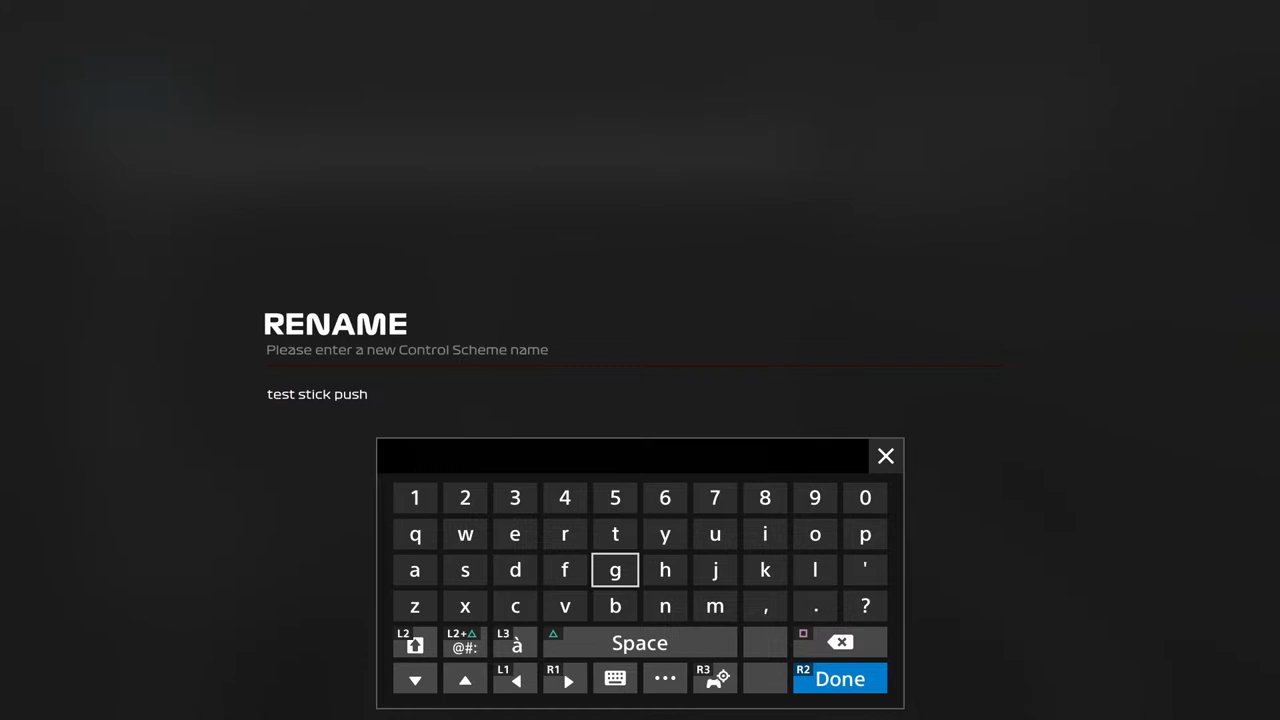 RENAME
Please enter a new Control Scheme name
test stick push
1 2 3 4 5 6 7 8 9 0
q w e r t y u i o p
a s d f g h j k l '
z x c v b n m , . ?
L2 L2+△ @#: L3 à △ Space □
L1 R1 ... R3 R2 Done